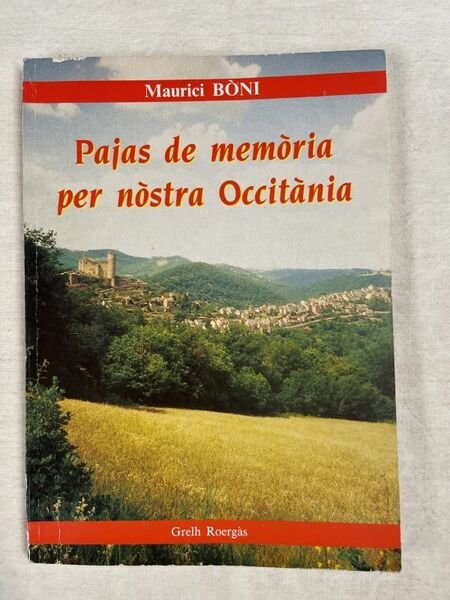 Maurici BÒNI
Pajas de memòria
per nòstra Occitània
Grelh Roergàs